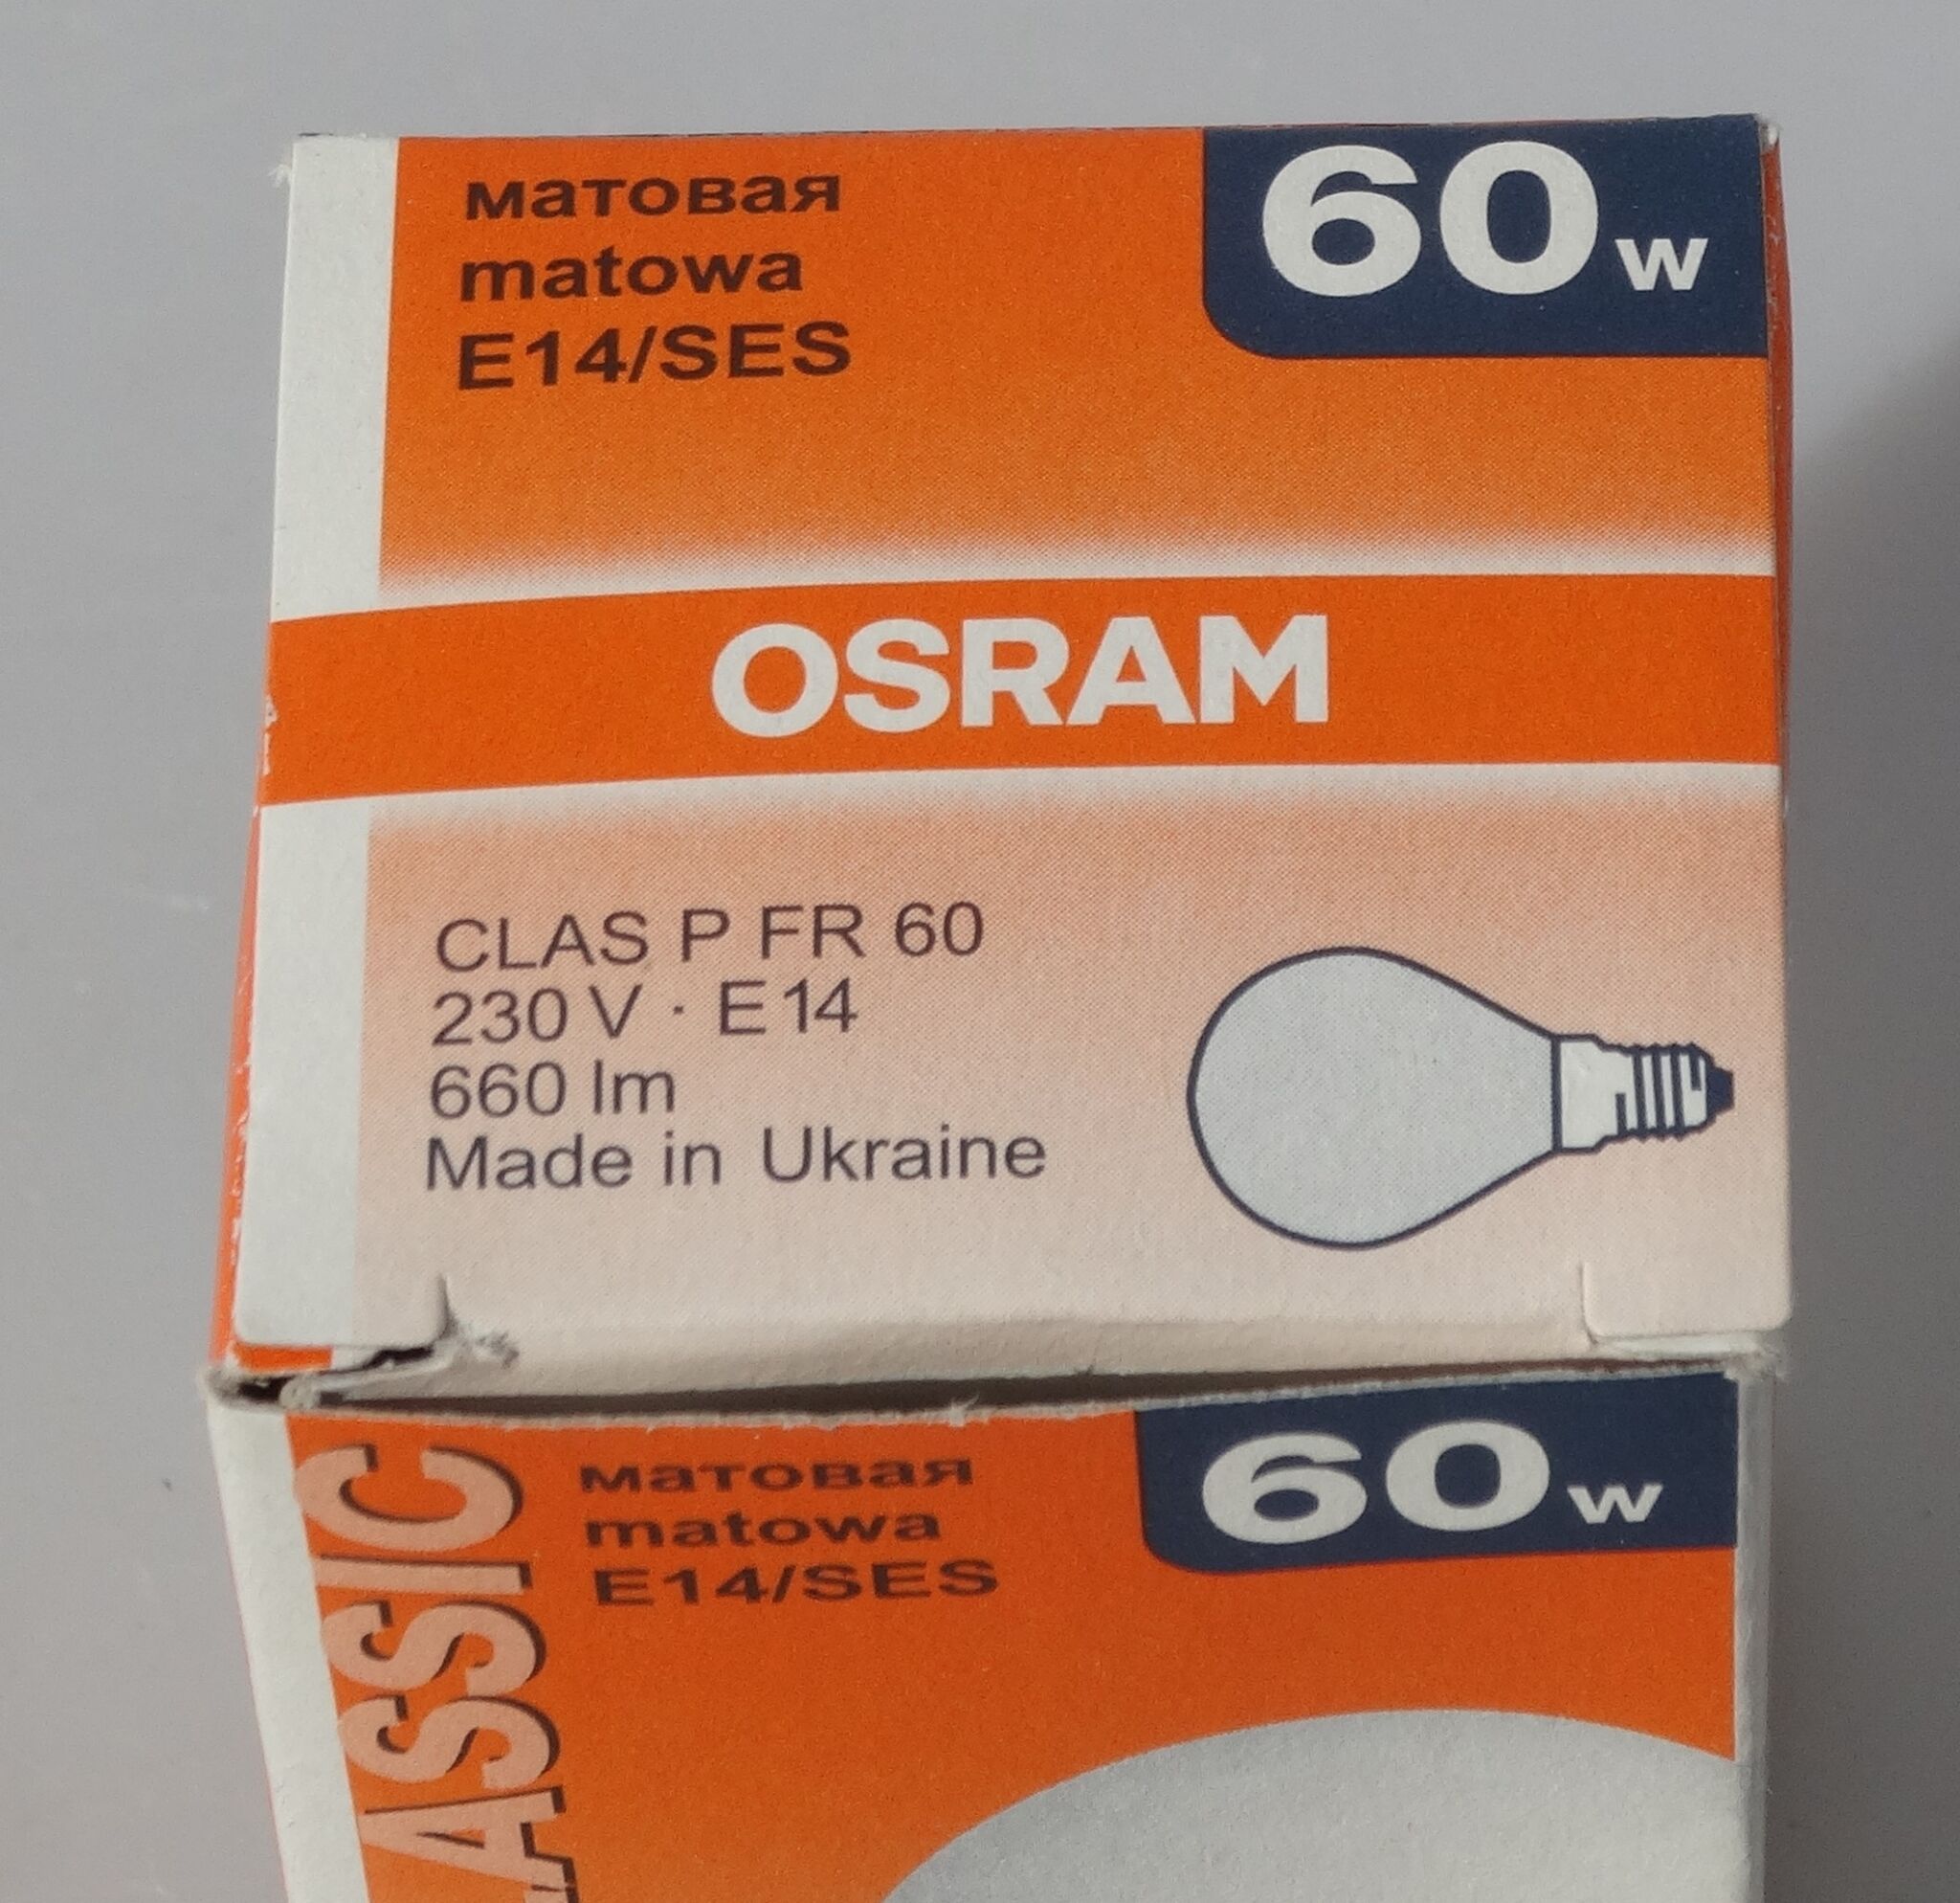 матовая
matowa
E14/SES
60w
OSRAM
CLAS P FR 60
230 V · E14
660 lm
Made in Ukraine
матовая
matowa
E14/SES
60w